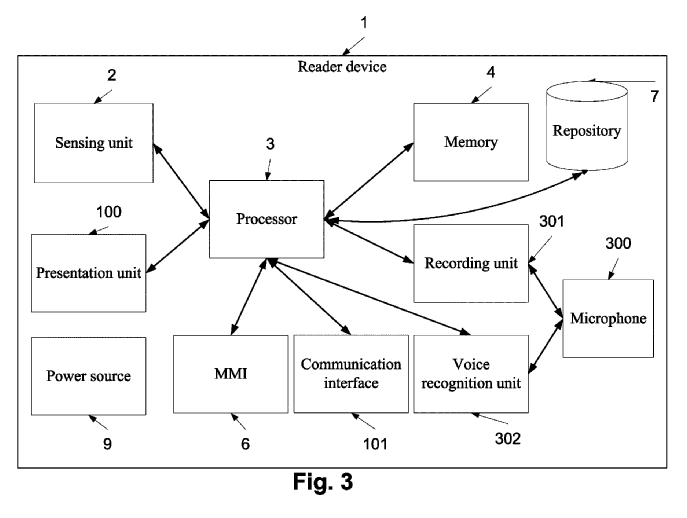 1
Reader device
2
4
7
Sensing unit
Memory
Repository
3
Processor
100
301
300
Presentation unit
Recording unit
Microphone
Power source
MMI
Communication
interface
Voice
recognition unit
9
6
101
302
Fig. 3